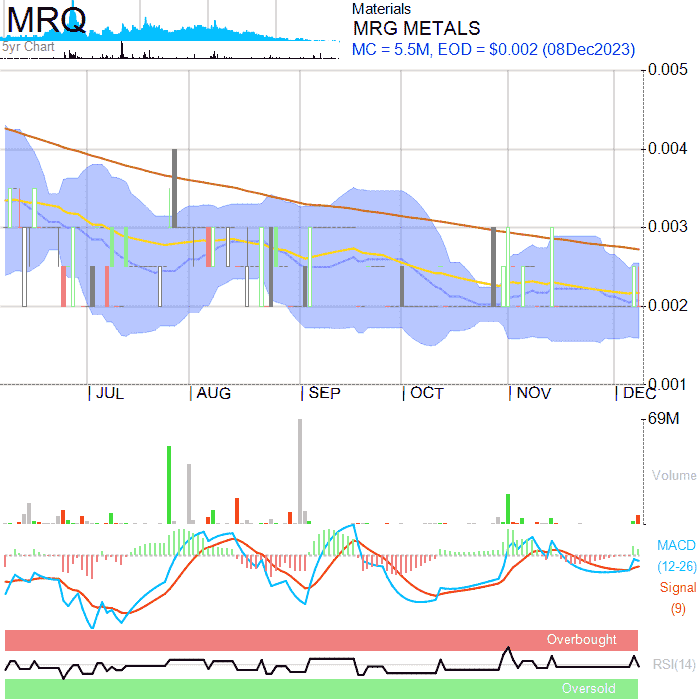 MRQ
5yr Chart
Materials
MRG METALS
MC = 5.5M, EOD = $0.002 (08Dec2023)
0.005
0.004
0.003
0.002
0.001
JUL AUG SEP OCT NOV DEC
69M
Volume
MACD
(12-26)
Signal
(9)
Overbought
RSI(14)
Oversold